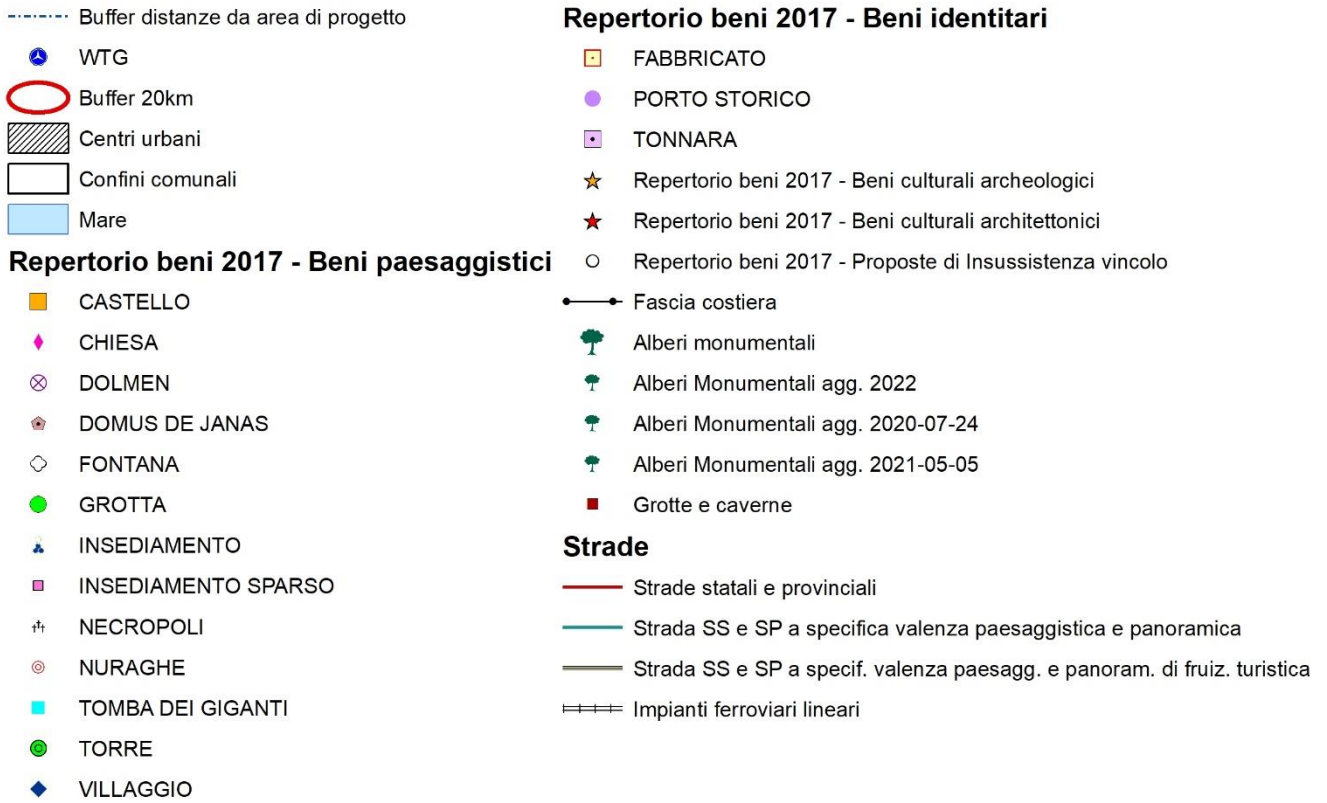 Buffer distanze da area di progetto
WTG
Buffer 20km
Centri urbani
Confini comunali
Mare
Repertorio beni 2017 - Beni paesaggistici
CASTELLO
CHIESA
DOLMEN
DOMUS DE JANAS
FONTANA
GROTTA
INSEDIAMENTO
INSEDIAMENTO SPARSO
NECROPOLI
NURAGHE
TOMBA DEI GIGANTI
TORRE
VILLAGGIO
Repertorio beni 2017 - Beni identitari
FABBRICATO
PORTO STORICO
TONNARA
Repertorio beni 2017 - Beni culturali archeologici
Repertorio beni 2017 - Beni culturali architettonici
Repertorio beni 2017 - Proposte di Insussistenza vincolo
Fascia costiera
Alberi monumentali
Alberi Monumentali agg. 2022
Alberi Monumentali agg. 2020-07-24
Alberi Monumentali agg. 2021-05-05
Grotte e caverne
Strade
Strade statali e provinciali
Strada SS e SP a specifica valenza paesaggistica e panoramica
Strada SS e SP a specif. valenza paesagg. e panoram. di fruiz. turistica
Impianti ferroviari lineari